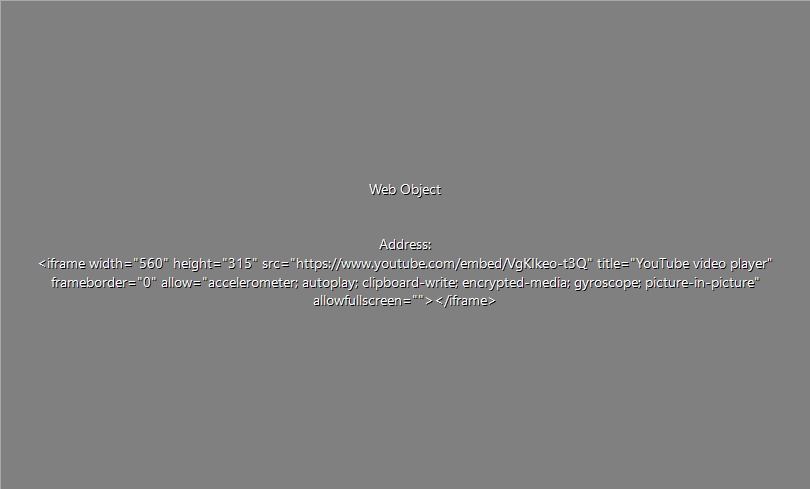 Web Object
Address:
<iframe width="560" height="315" src="https://www.youtube.com/embed/VgKIkeo-t3Q" title="YouTube video player"
frameborder="0" allow="accelerometer; autoplay; clipboard-write; encrypted-media; gyroscope; picture-in-picture"
allowfullscreen=""></iframe>